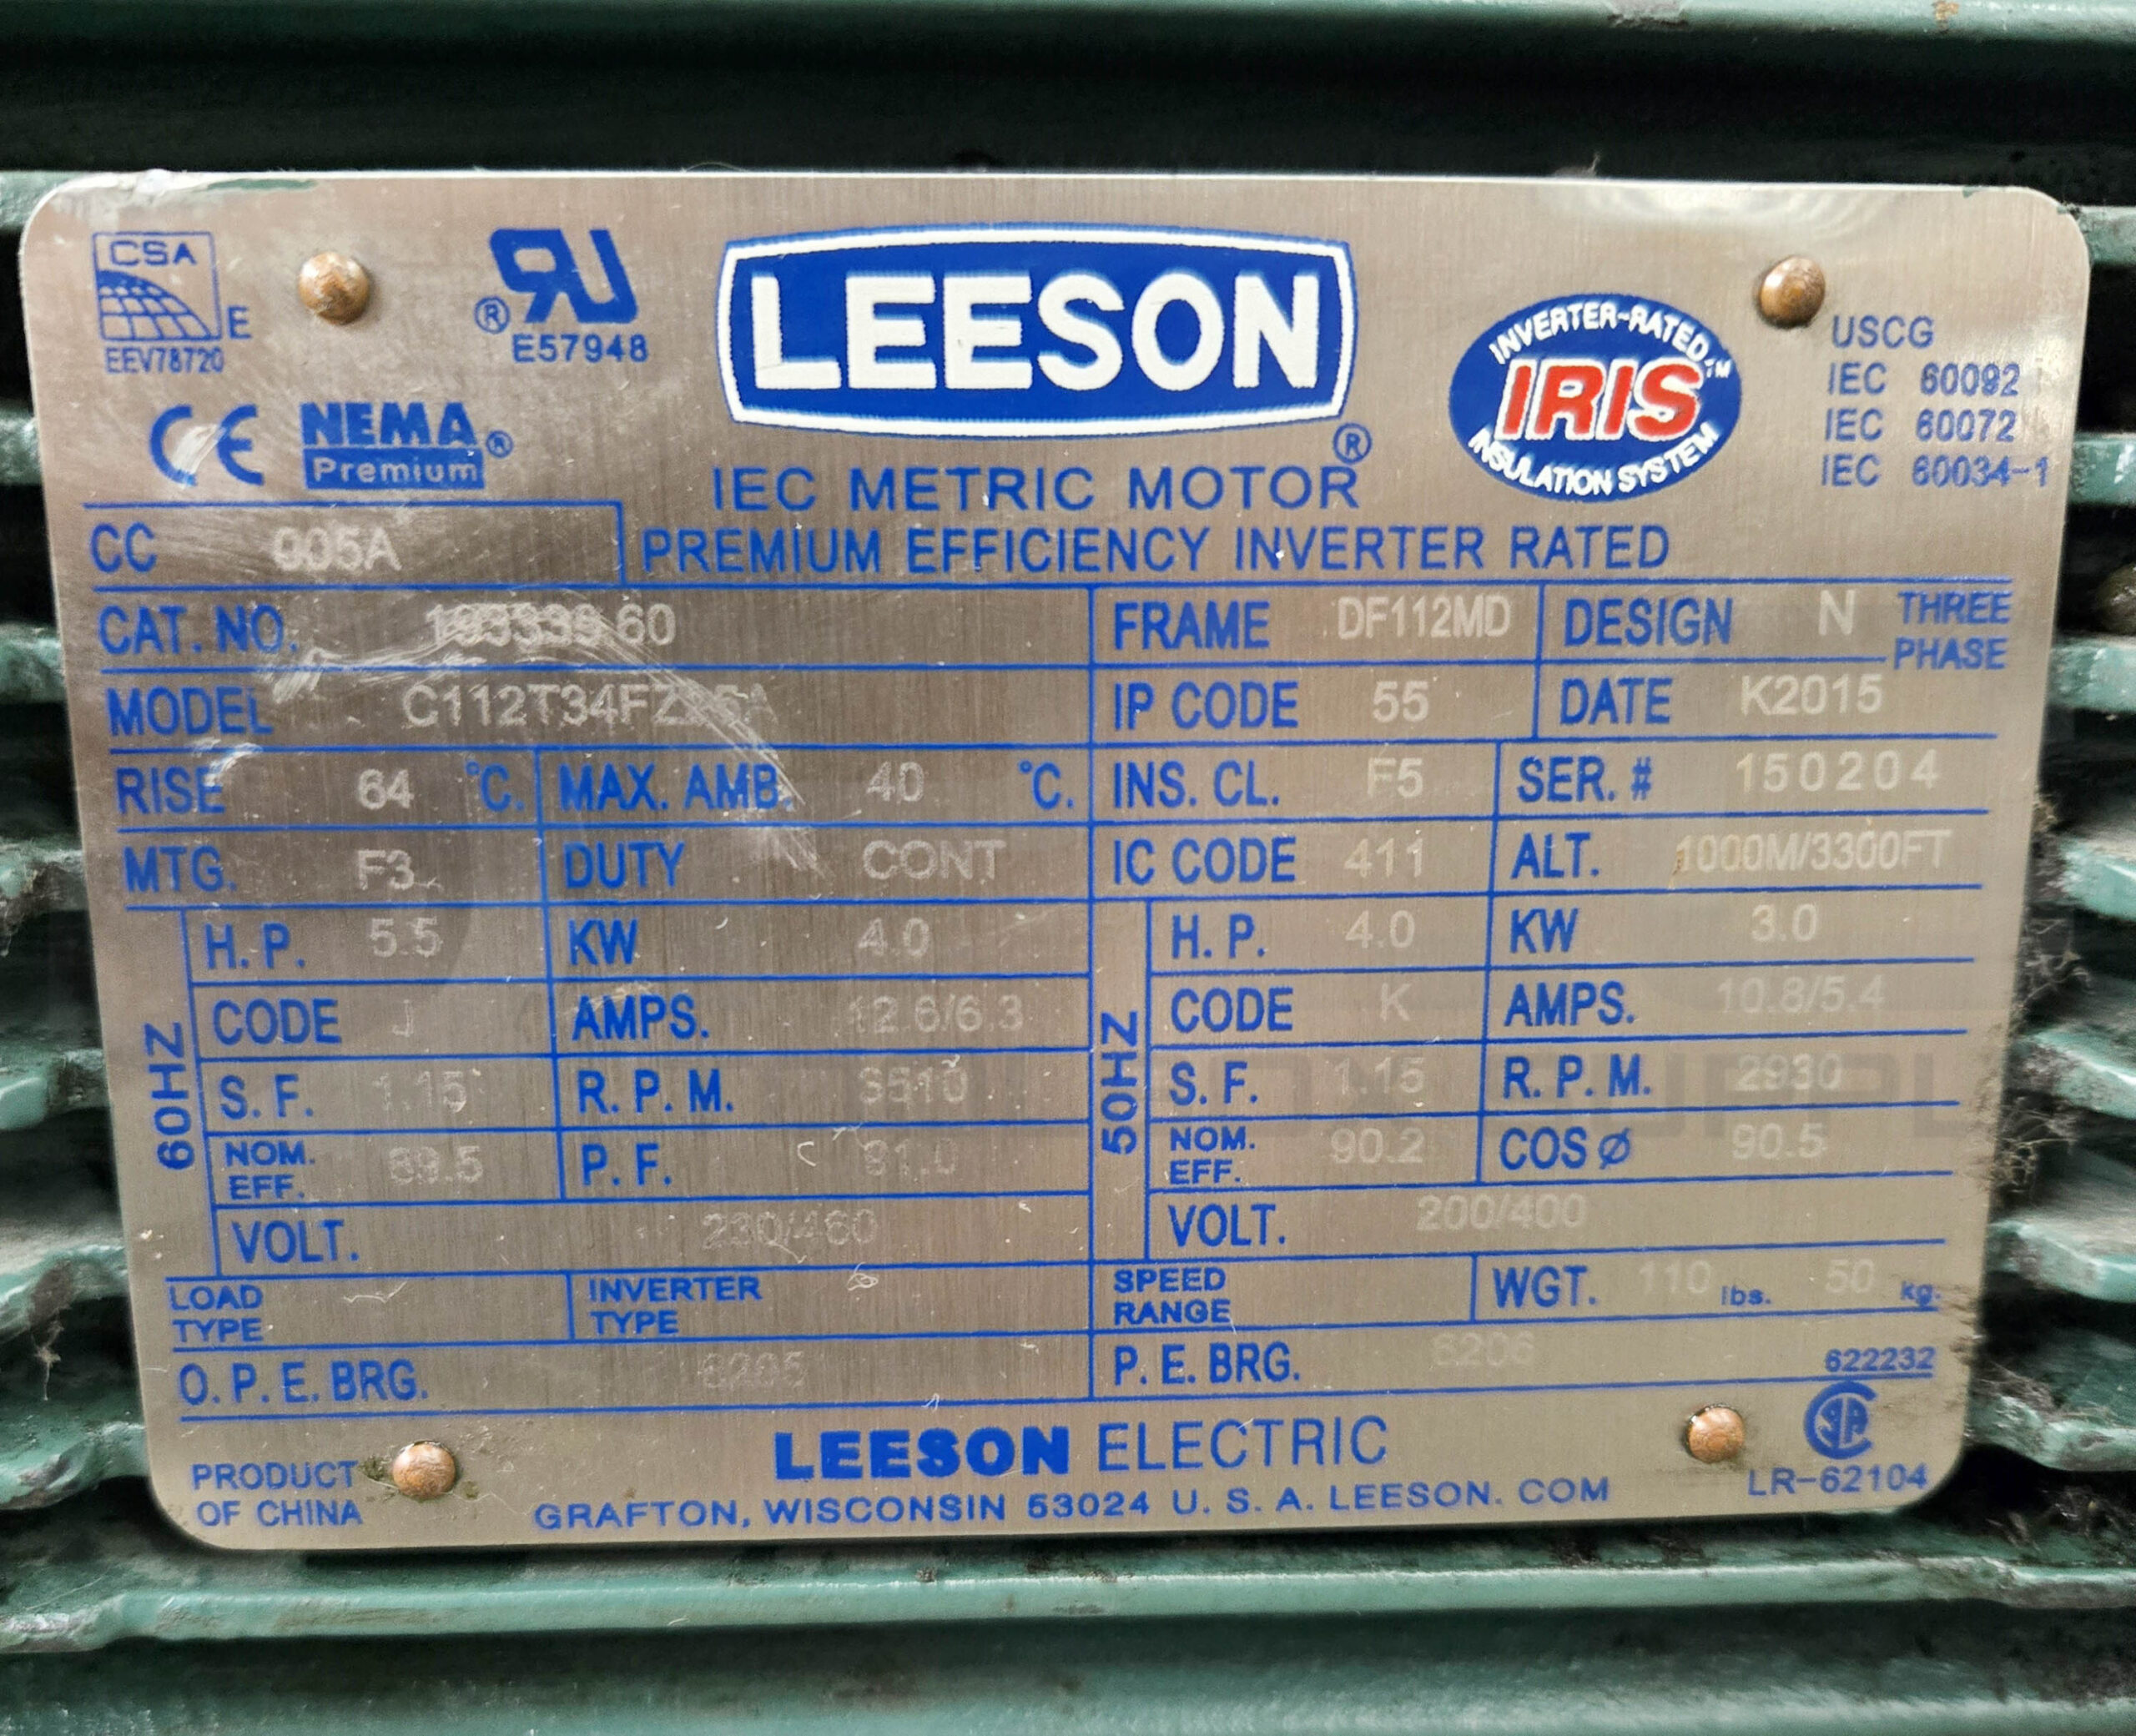 CSA
E
EEV78720
® RU
E57948
LEESON
®
INVERTER-RATED™
IRIS
INSULATION SYSTEM
USCG
IEC 60092
IEC 60072
IEC 60034-1
CE NEMA ®
Premium
IEC METRIC MOTOR
CC 905A
PREMIUM EFFICIENCY INVERTER RATED
CAT. NO. 193339.60 FRAME DF112MD DESIGN N THREE PHASE
MODEL IP CODE 55 DATE K2015
RISE 64 °C. MAX. AMB. 40 °C. INS. CL. F5 SER. # 150204
MTG. F3 DUTY CONT IC CODE 411 ALT. 1000M/3300FT
60HZ
H.P. 5.5 KW 4.0
CODE J AMPS. 12.6/6.3
S.F. 1.15 R.P.M. 3510
NOM. EFF. 89.5 P.F. 91.0
VOLT. 230/460
50HZ
H.P. 4.0 KW 3.0
CODE K AMPS. 10.8/5.4
S.F. 1.15 R.P.M. 2930
NOM. EFF. 90.2 COS Ø 90.5
VOLT. 200/400
LOAD TYPE INVERTER TYPE SPEED RANGE WGT. 110 lbs. 50 kg.
O.P.E. BRG. 6205 P.E. BRG. 6206
622232
LEESON ELECTRIC
PRODUCT
OF CHINA
GRAFTON, WISCONSIN 53024 U.S.A. LEESON.COM
LR-62104